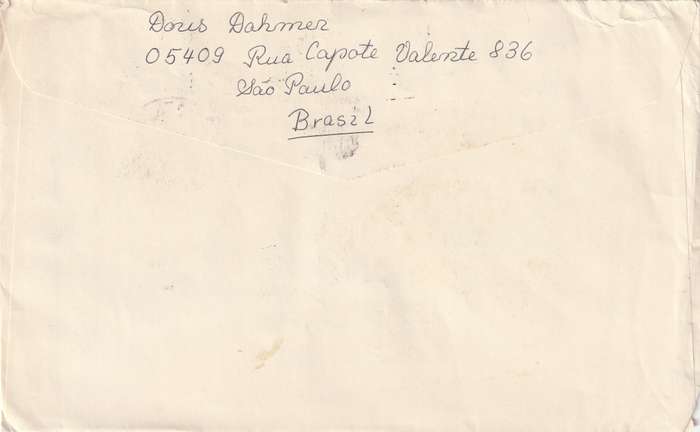 Doris Dahmer
05409 Rua Capote Valente 836
São Paulo
Brasil